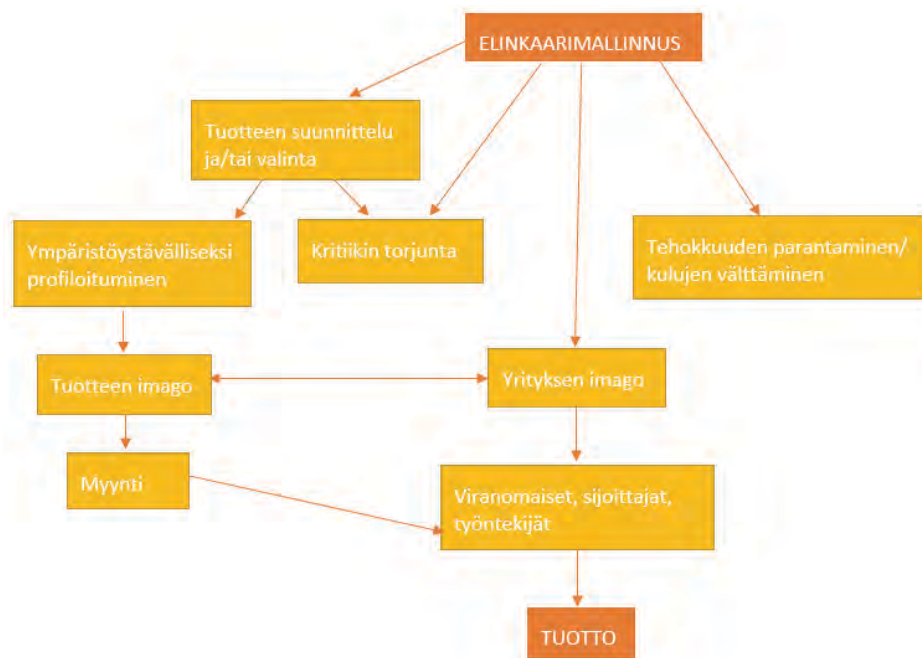 ELINKAARIMALLINNUS
Tuotteen suunnittelu
ja/tai valinta
Ympäristöystävälliseksi
profiloituminen
Kritiikin torjunta
Tehokkuuden parantaminen/
kulujen välttäminen
Tuotteen imago
Yrityksen imago
Myynti
Viranomaiset, sijoittajat,
työntekijät
TUOTTO